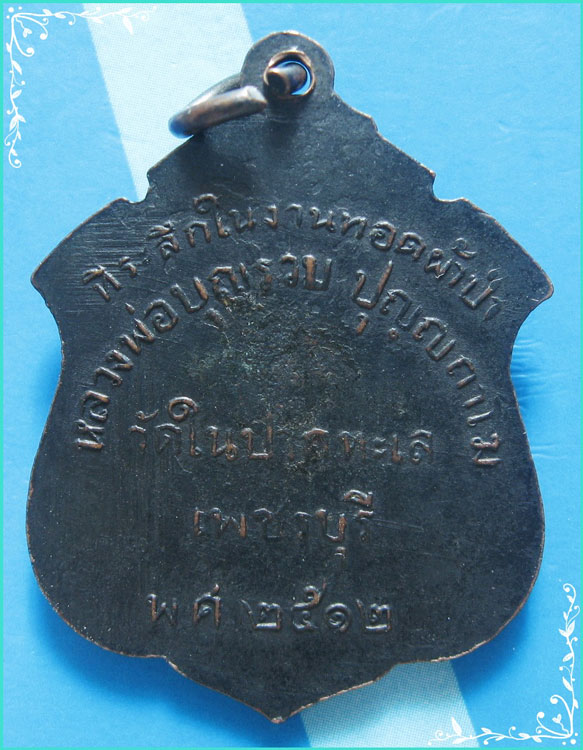 ที่ระลึกในงานทอดผ้าป่า
หลวงพ่อบุญรวม ปุญญกาโม
วัดในปากทะเล
เพชรบุรี
พ ศ ๒๕๑๒